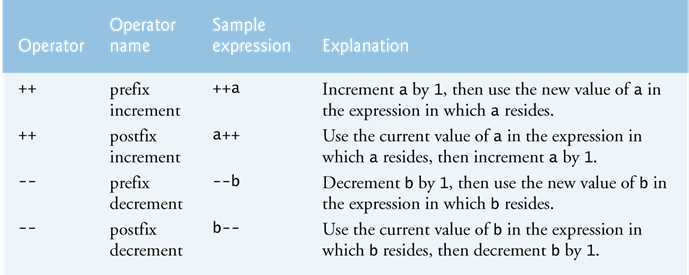 Operator Operator name Sample expression Explanation
++ prefix increment ++a Increment a by 1, then use the new value of a in
the expression in which a resides.
++ postfix increment a++ Use the current value of a in the expression in
which a resides, then increment a by 1.
-- prefix decrement --b Decrement b by 1, then use the new value of b in
the expression in which b resides.
-- postfix decrement b-- Use the current value of b in the expression in
which b resides, then decrement b by 1.